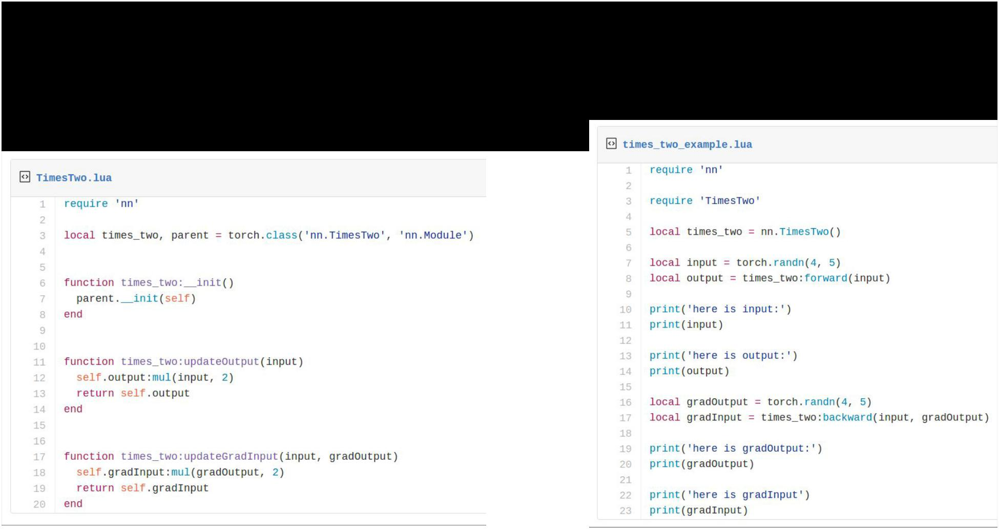 TimesTwo.lua
1 require 'nn'
2
3 local times_two, parent = torch.class('nn.TimesTwo', 'nn.Module')
4
5
6 function times_two:__init()
7   parent.__init(self)
8 end
9
10
11 function times_two:updateOutput(input)
12   self.output:mul(input, 2)
13   return self.output
14 end
15
16
17 function times_two:updateGradInput(input, gradOutput)
18   self.gradInput:mul(gradOutput, 2)
19   return self.gradInput
20 end
times_two_example.lua
1 require 'nn'
2
3 require 'TimesTwo'
4
5 local times_two = nn.TimesTwo()
6
7 local input = torch.randn(4, 5)
8 local output = times_two:forward(input)
9
10 print('here is input:')
11 print(input)
12
13 print('here is output:')
14 print(output)
15
16 local gradOutput = torch.randn(4, 5)
17 local gradInput = times_two:backward(input, gradOutput)
18
19 print('here is gradOutput:')
20 print(gradOutput)
21
22 print('here is gradInput')
23 print(gradInput)